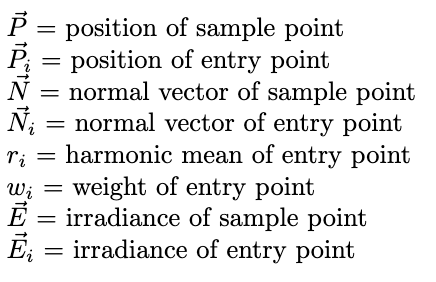 P⃗ = position of sample point
P⃗ᵢ = position of entry point
N⃗ = normal vector of sample point
N⃗ᵢ = normal vector of entry point
rᵢ = harmonic mean of entry point
wᵢ = weight of entry point
E⃗ = irradiance of sample point
E⃗ᵢ = irradiance of entry point